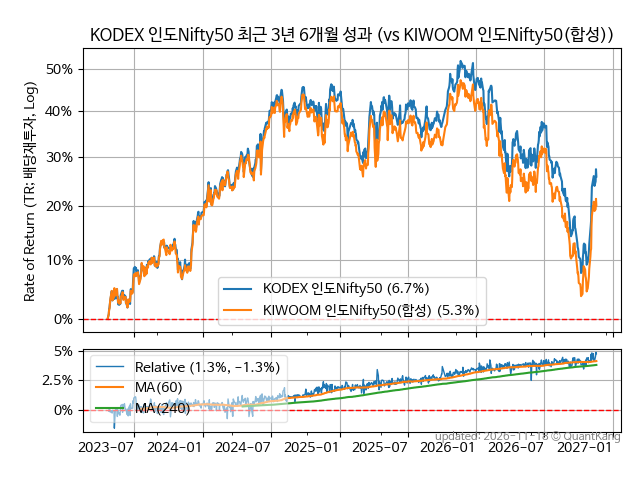 KODEX 인도Nifty50 최근 3년 6개월 성과 (vs KIWOOM 인도Nifty50(합성))
Rate of Return (TR; 배당재투자, Log)
50%
40%
30%
20%
10%
0%
KODEX 인도Nifty50 (6.7%)
KIWOOM 인도Nifty50(합성) (5.3%)
5%
2.5%
0%
Relative (1.3%, -1.3%)
MA(60)
MA(240)
2023-07 2024-01 2024-07 2025-01 2025-07 2026-01 2026-07 2027-01
updated: 2026-11-18 © QuantKang